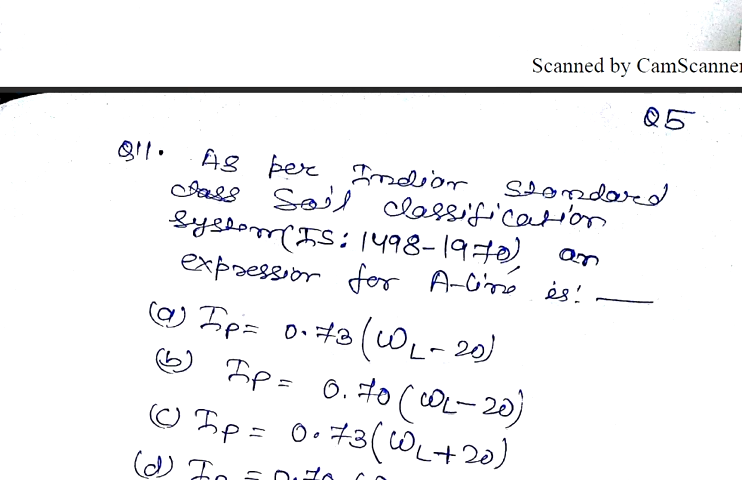 Scanned by CamScanner
Q5
Q11. As per Indian Standard
class Soil classification
System (IS: 1498-1970) an
expression for A-line is: —
(a) IP = 0.73 (WL - 20)
(b) IP = 0.70 (WL - 20)
(c) IP = 0.73 (WL + 20)
(d)